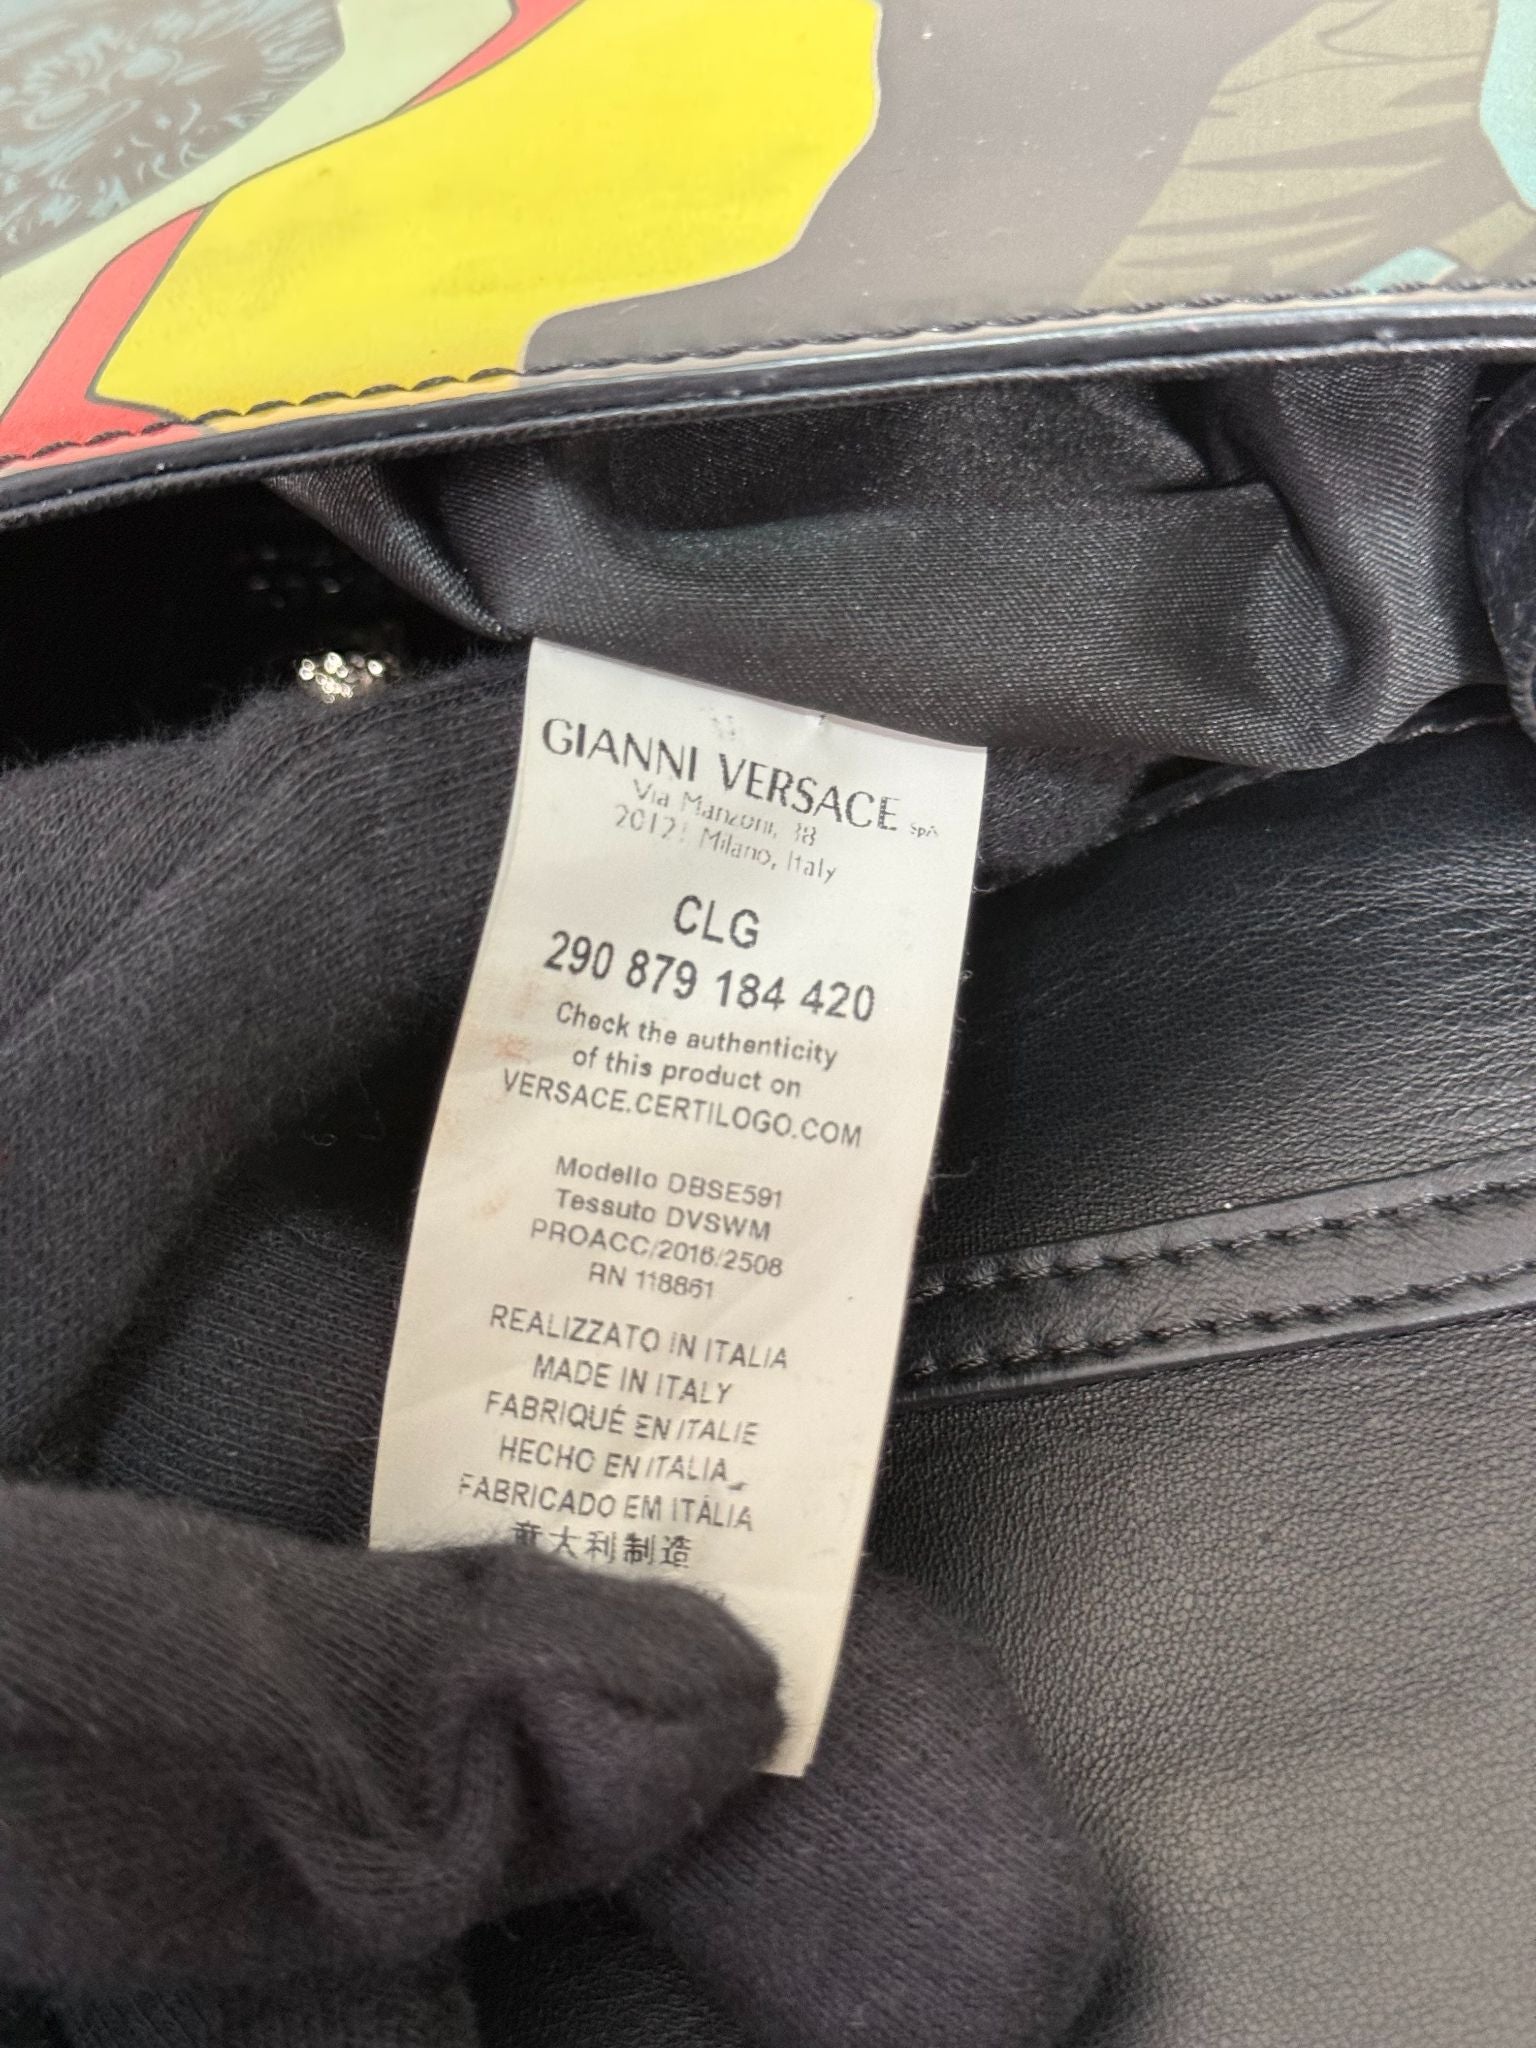 GIANNI VERSACE SpA
Via Manzoni, 38
20121 Milano, Italy
CLG
290 879 184 420
Check the authenticity
of this product on
VERSACE.CERTILOGO.COM
Modello DBSE591
Tessuto DVSWM
PROACC/2016/2508
RN 118861
REALIZZATO IN ITALIA
MADE IN ITALY
FABRIQUÉ EN ITALIE
HECHO EN ITALIA
FABRICADO EM ITÁLIA
意大利制造